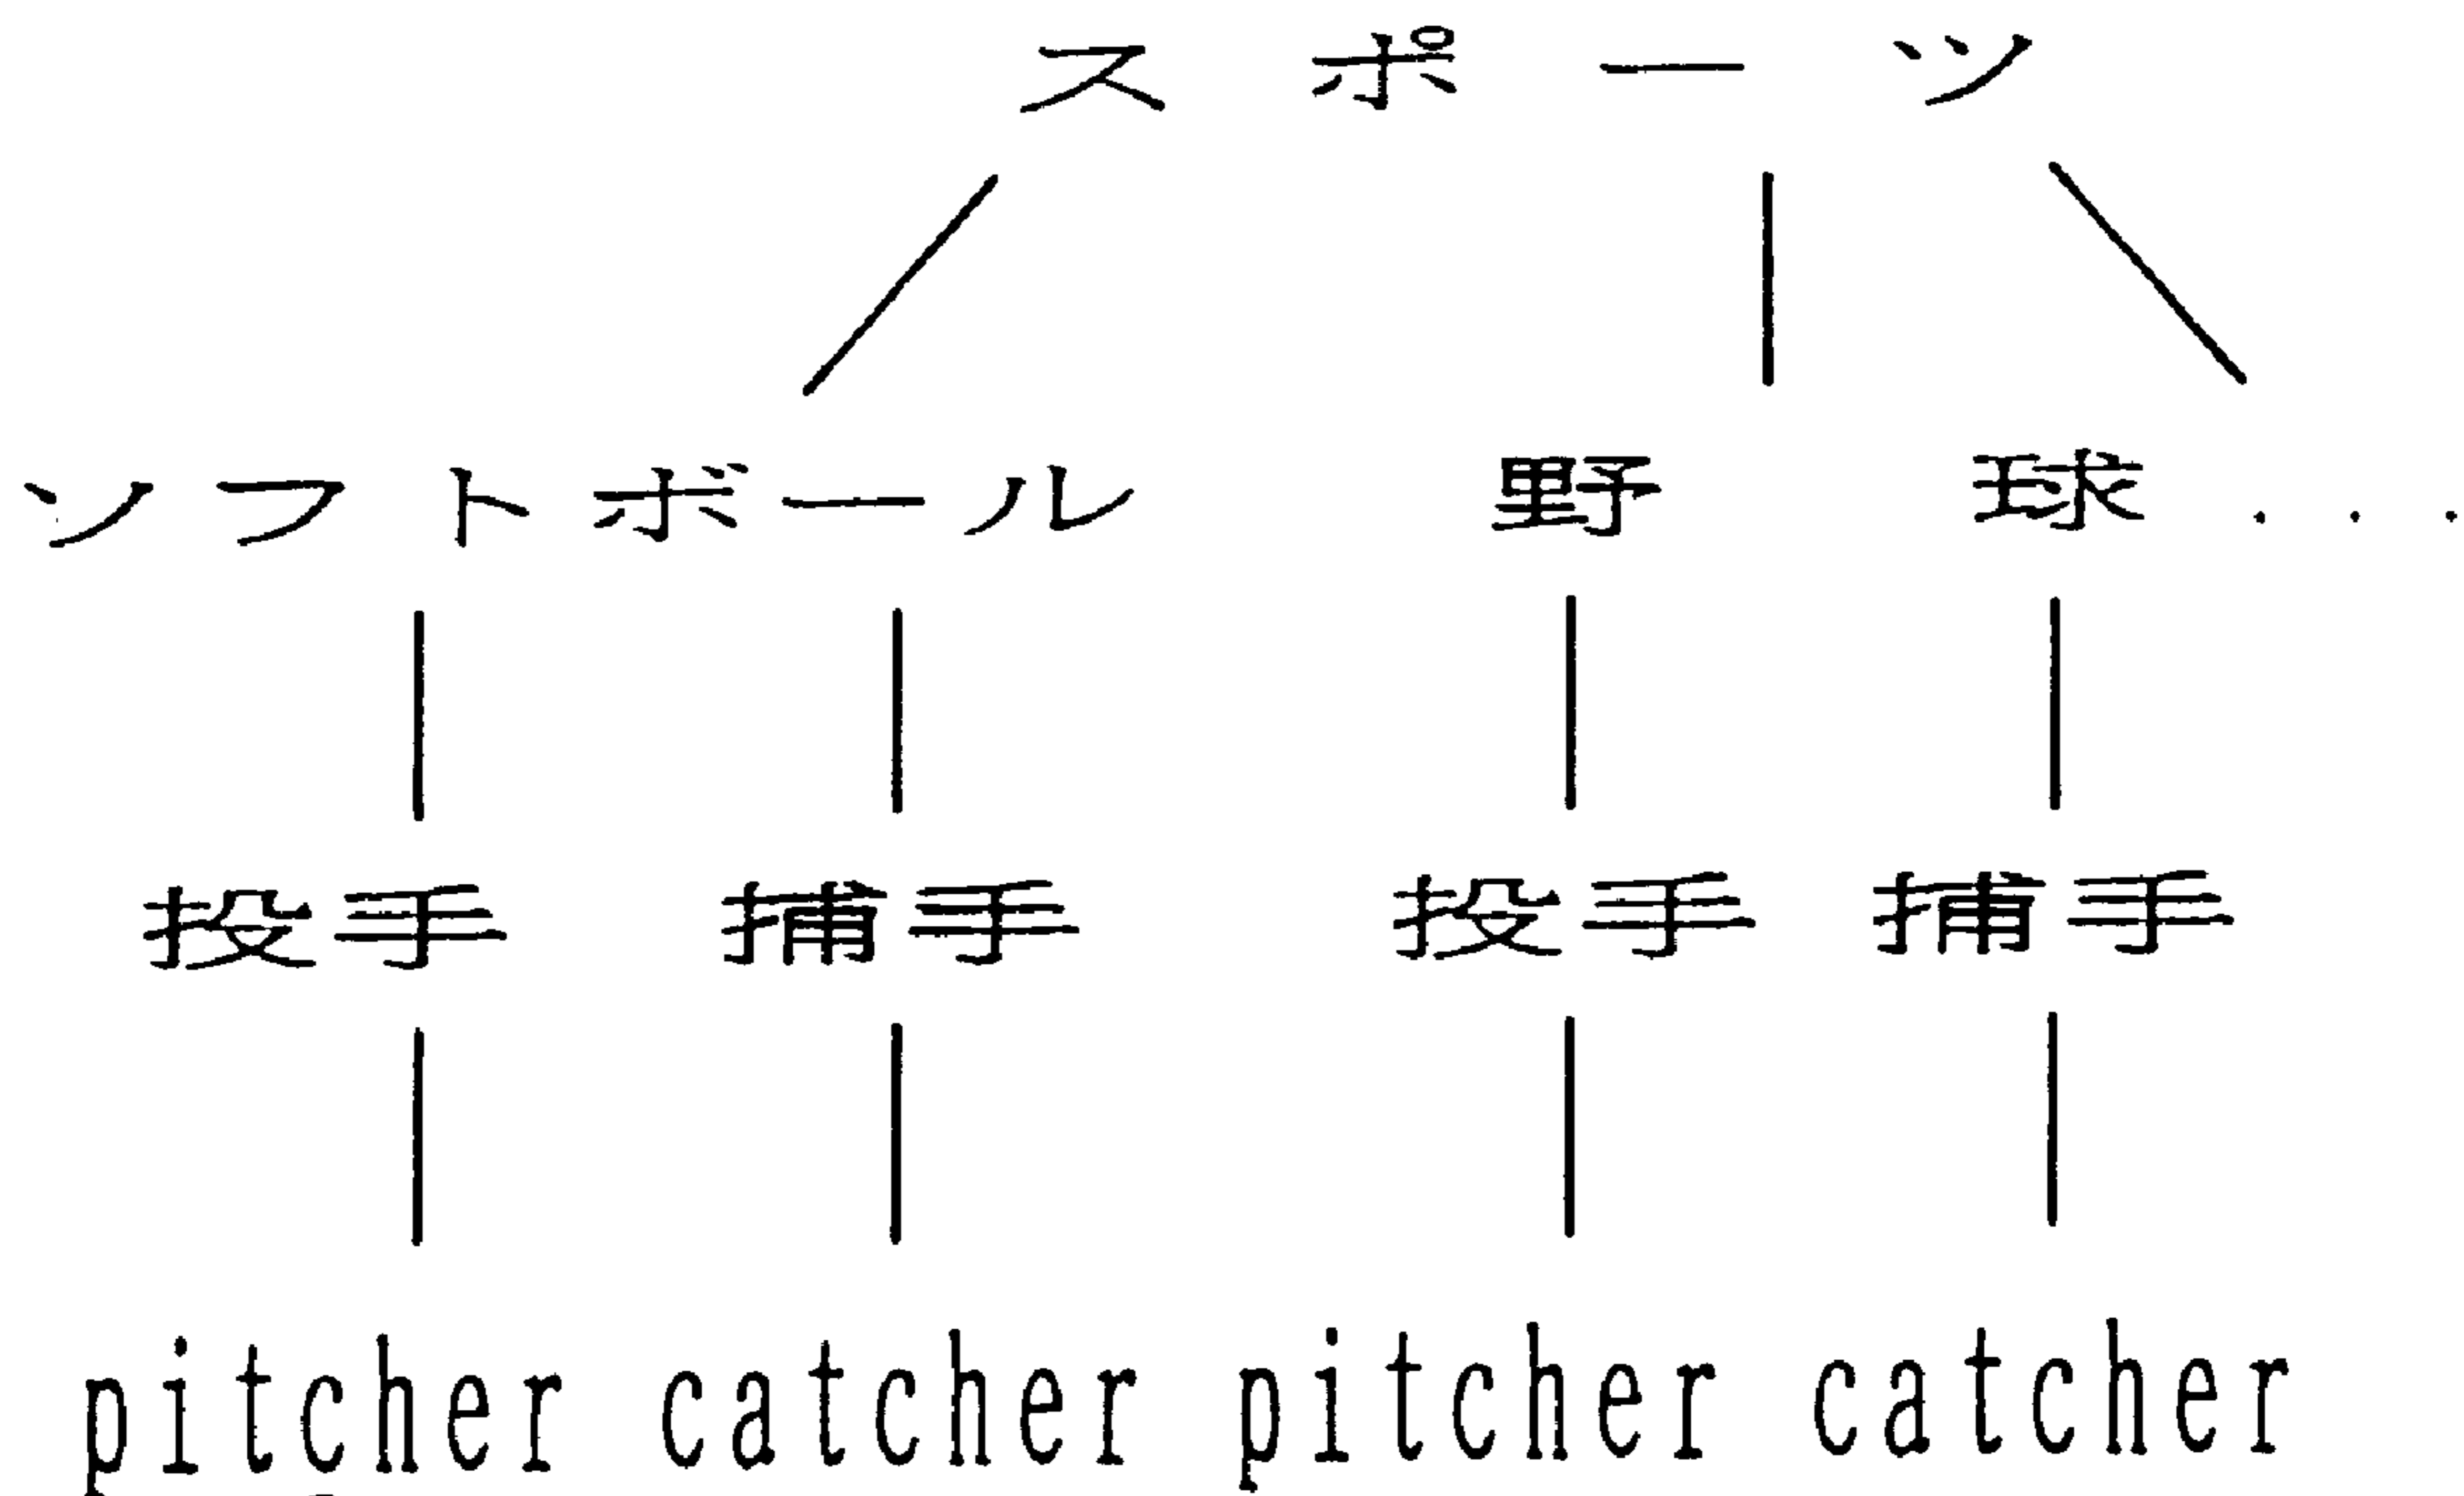 スポーツ
ソフトボール 野球...
投手 捕手 投手 捕手
pitcher catcher pitcher catcher